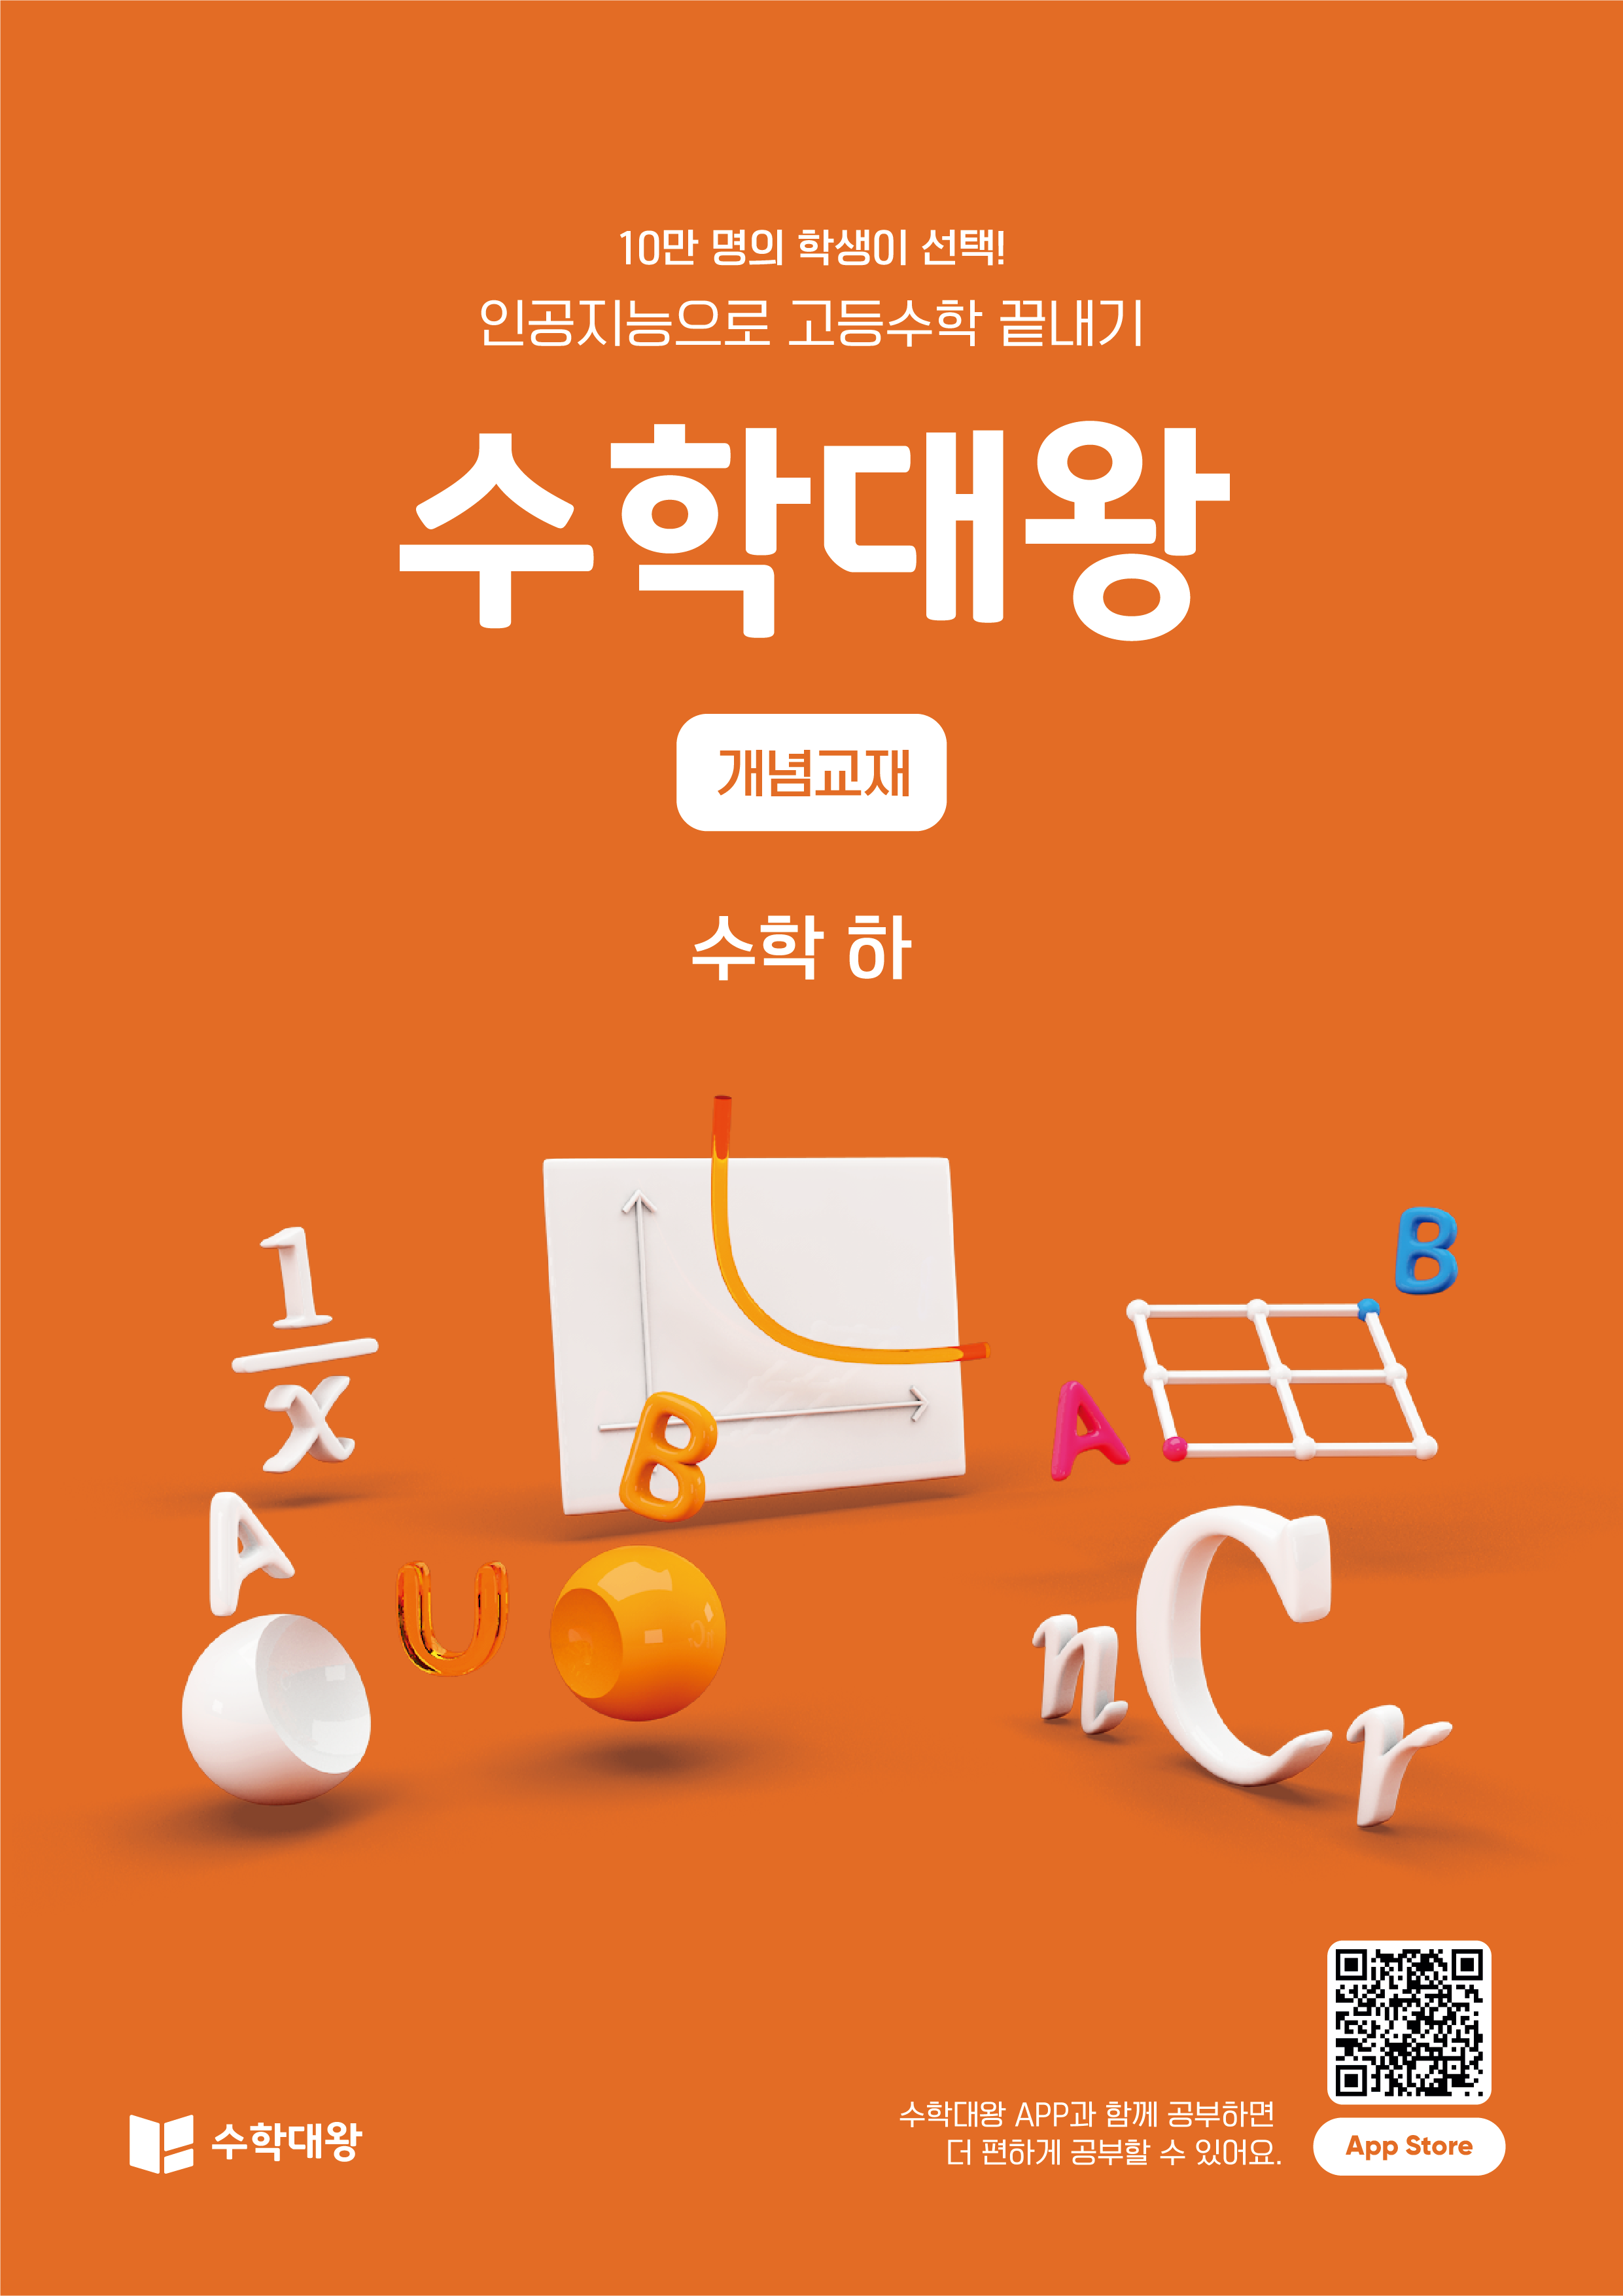 10만 명의 학생이 선택!
인공지능으로 고등수학 끝내기
수학대왕
개념교재
수학 하
1
x
B
A
B
A
U
n C r
수학대왕
수학대왕 APP과 함께 공부하면
더 편하게 공부할 수 있어요.
App Store